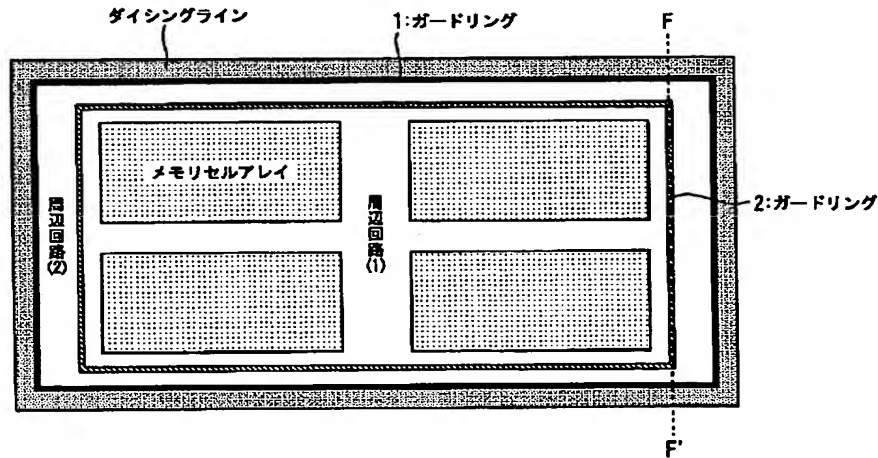 ダイシングライン
1:ガードリング
F
メモリセルアレイ
周辺回路(2)
周辺回路(1)
2:ガードリング
F'